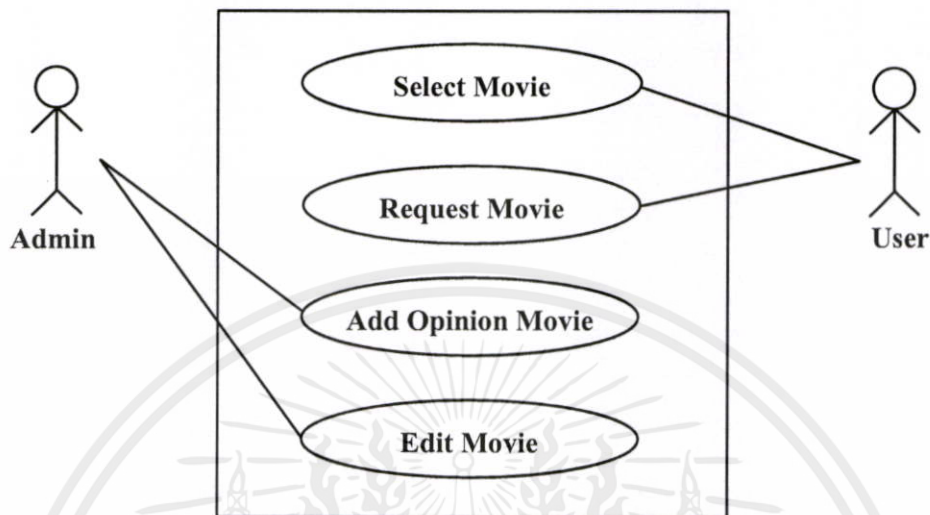 Select Movie
Request Movie
Admin
User
Add Opinion Movie
Edit Movie